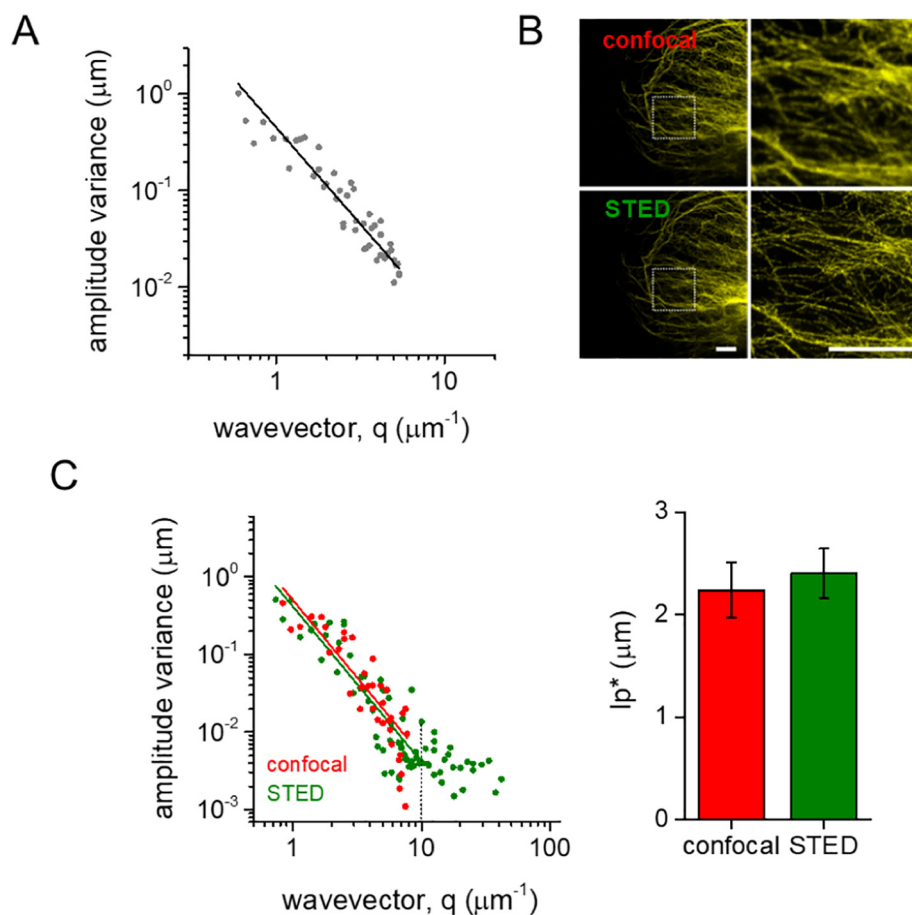 A
amplitude variance (μm)
10⁰
10⁻¹
10⁻²
1
10
wavevector, q (μm⁻¹)
B
confocal
STED
C
amplitude variance (μm)
10⁰
10⁻¹
10⁻²
10⁻³
confocal
STED
1
10
100
wavevector, q (μm⁻¹)
lp* (μm)
3
2
1
0
confocal STED